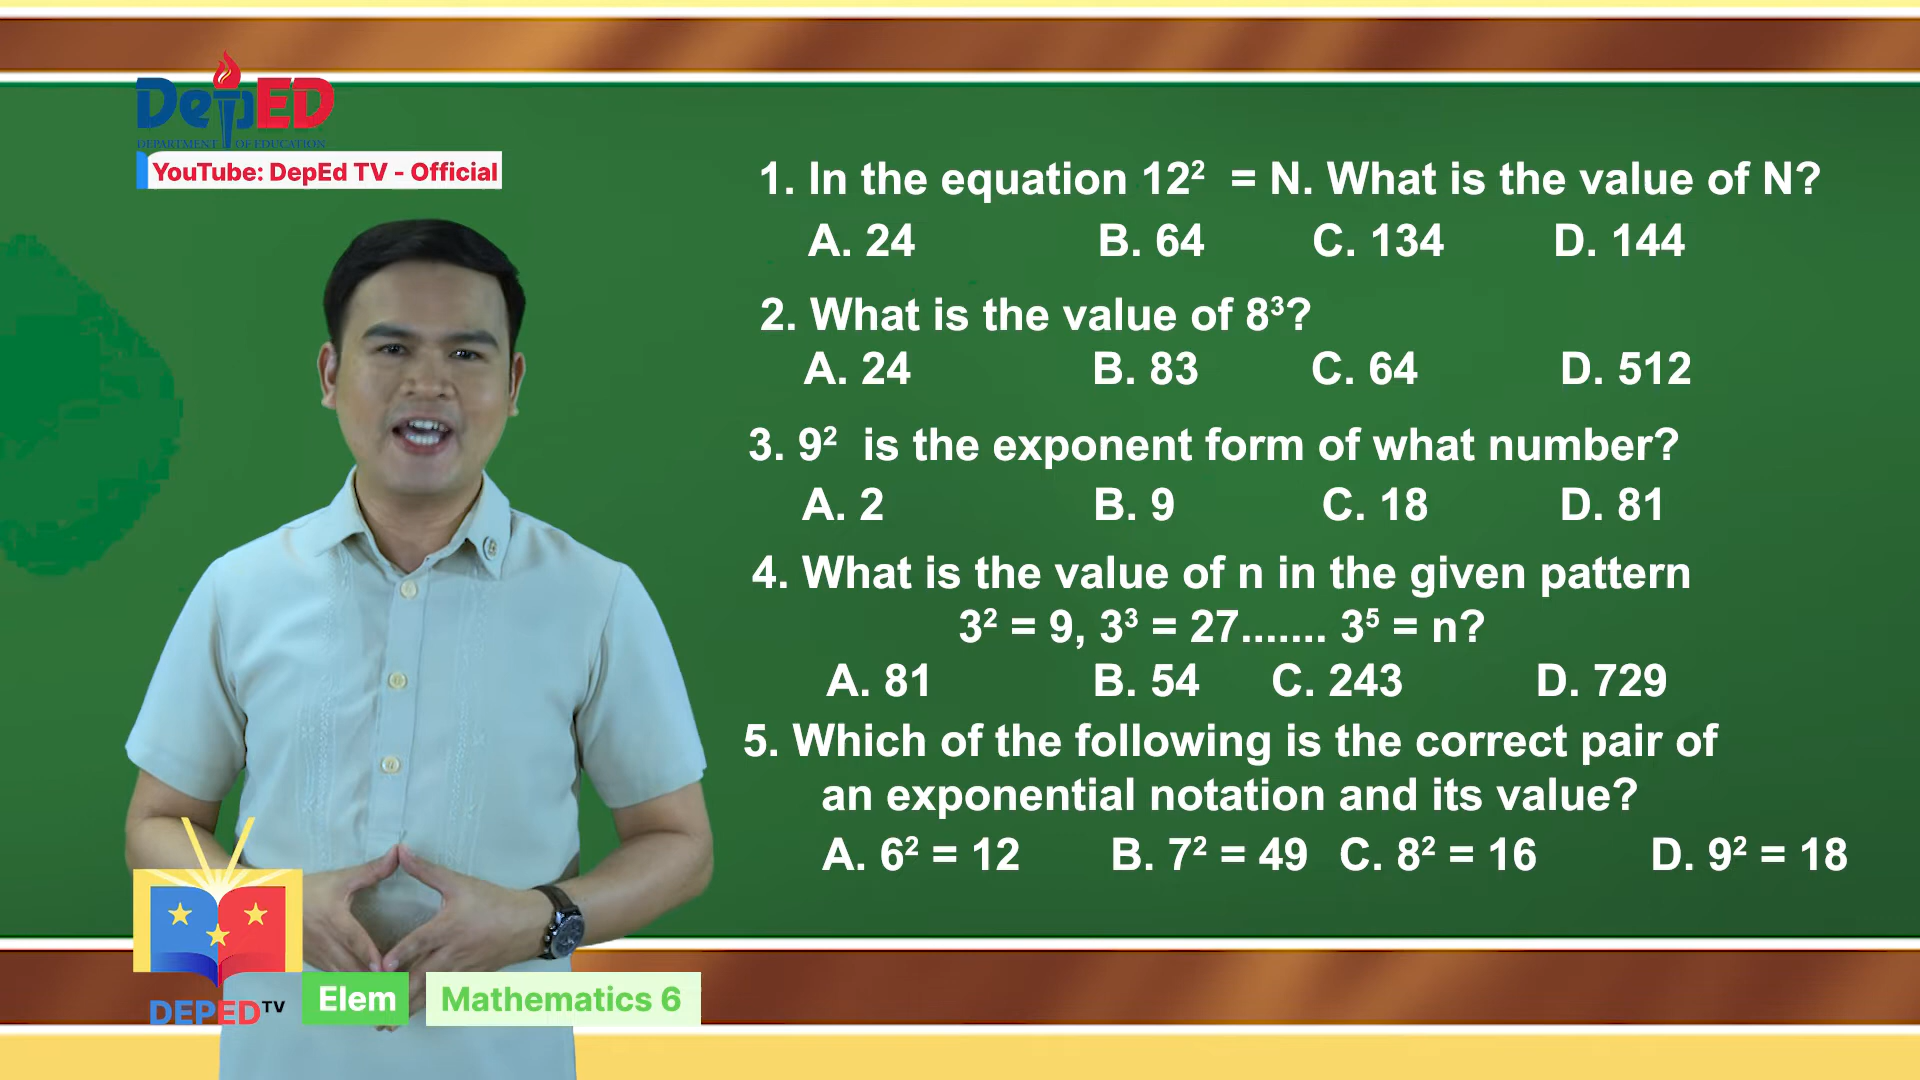 DepED
DEPARTMENT OF EDUCATION
YouTube: DepEd TV - Official
1. In the equation 12² = N. What is the value of N?
A. 24 B. 64 C. 134 D. 144
2. What is the value of 8³?
A. 24 B. 83 C. 64 D. 512
3. 9² is the exponent form of what number?
A. 2 B. 9 C. 18 D. 81
4. What is the value of n in the given pattern
3² = 9, 3³ = 27....... 3⁵ = n?
A. 81 B. 54 C. 243 D. 729
5. Which of the following is the correct pair of
an exponential notation and its value?
A. 6² = 12 B. 7² = 49 C. 8² = 16 D. 9² = 18
DEPED TV
Elem
Mathematics 6